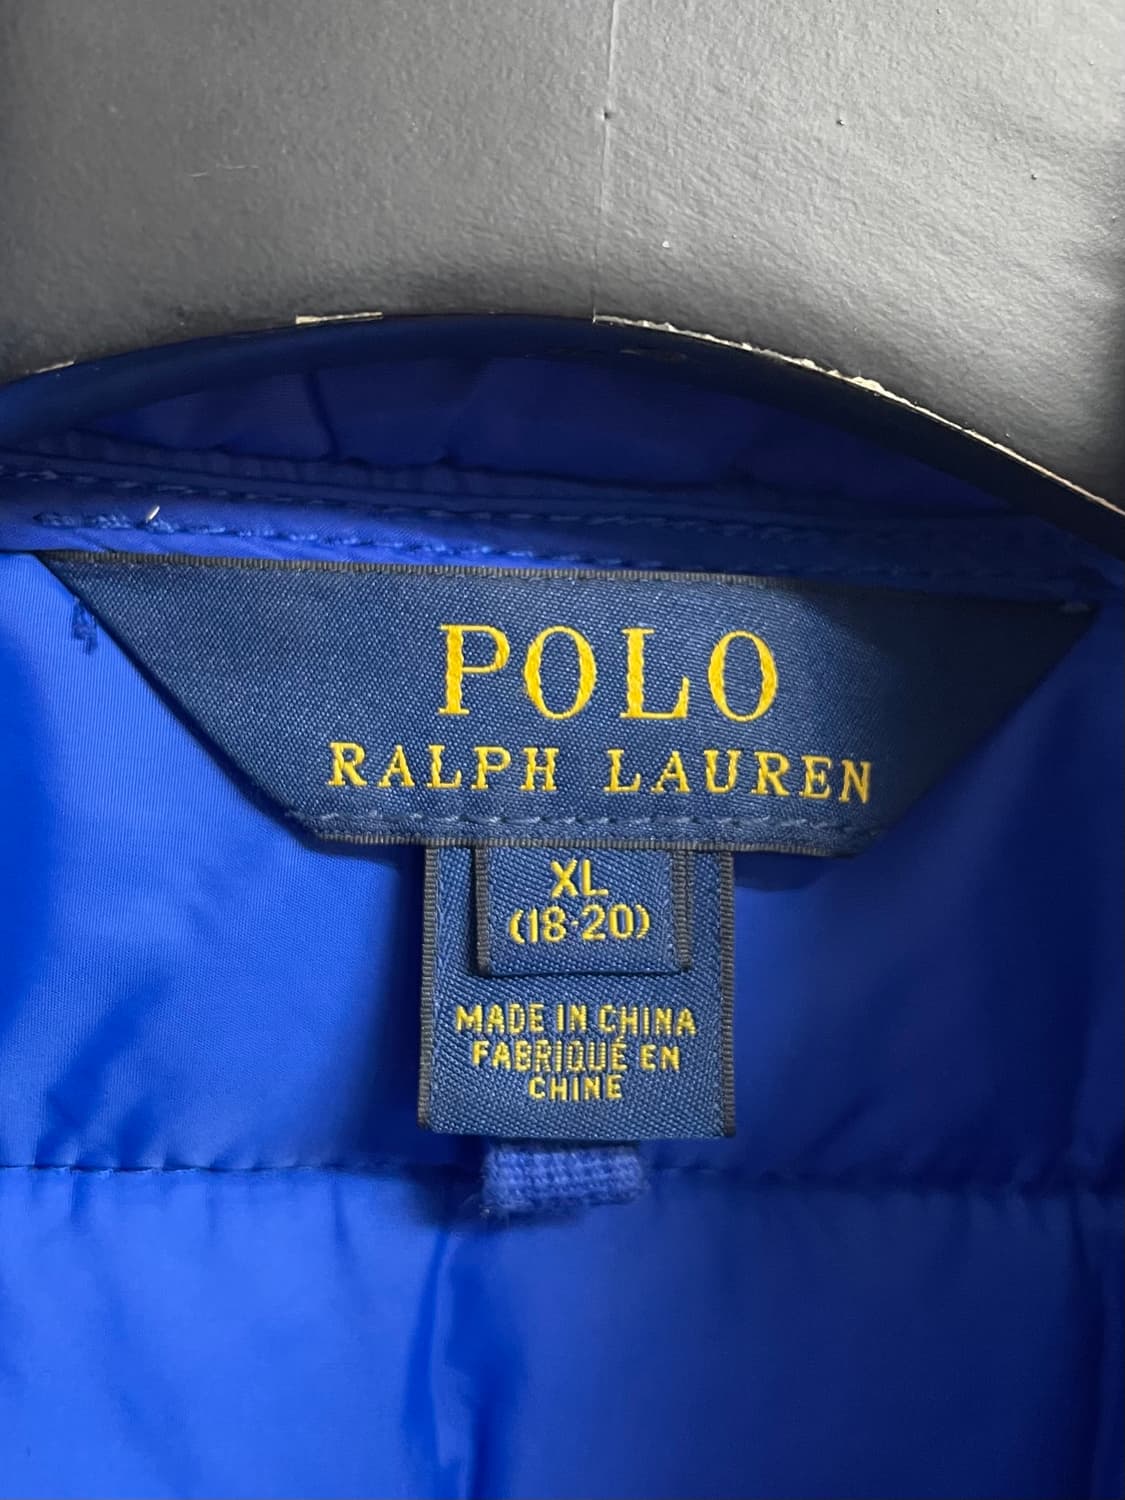 POLO
RALPH LAUREN
XL
(18-20)
MADE IN CHINA
FABRIQUÉ EN
CHINE